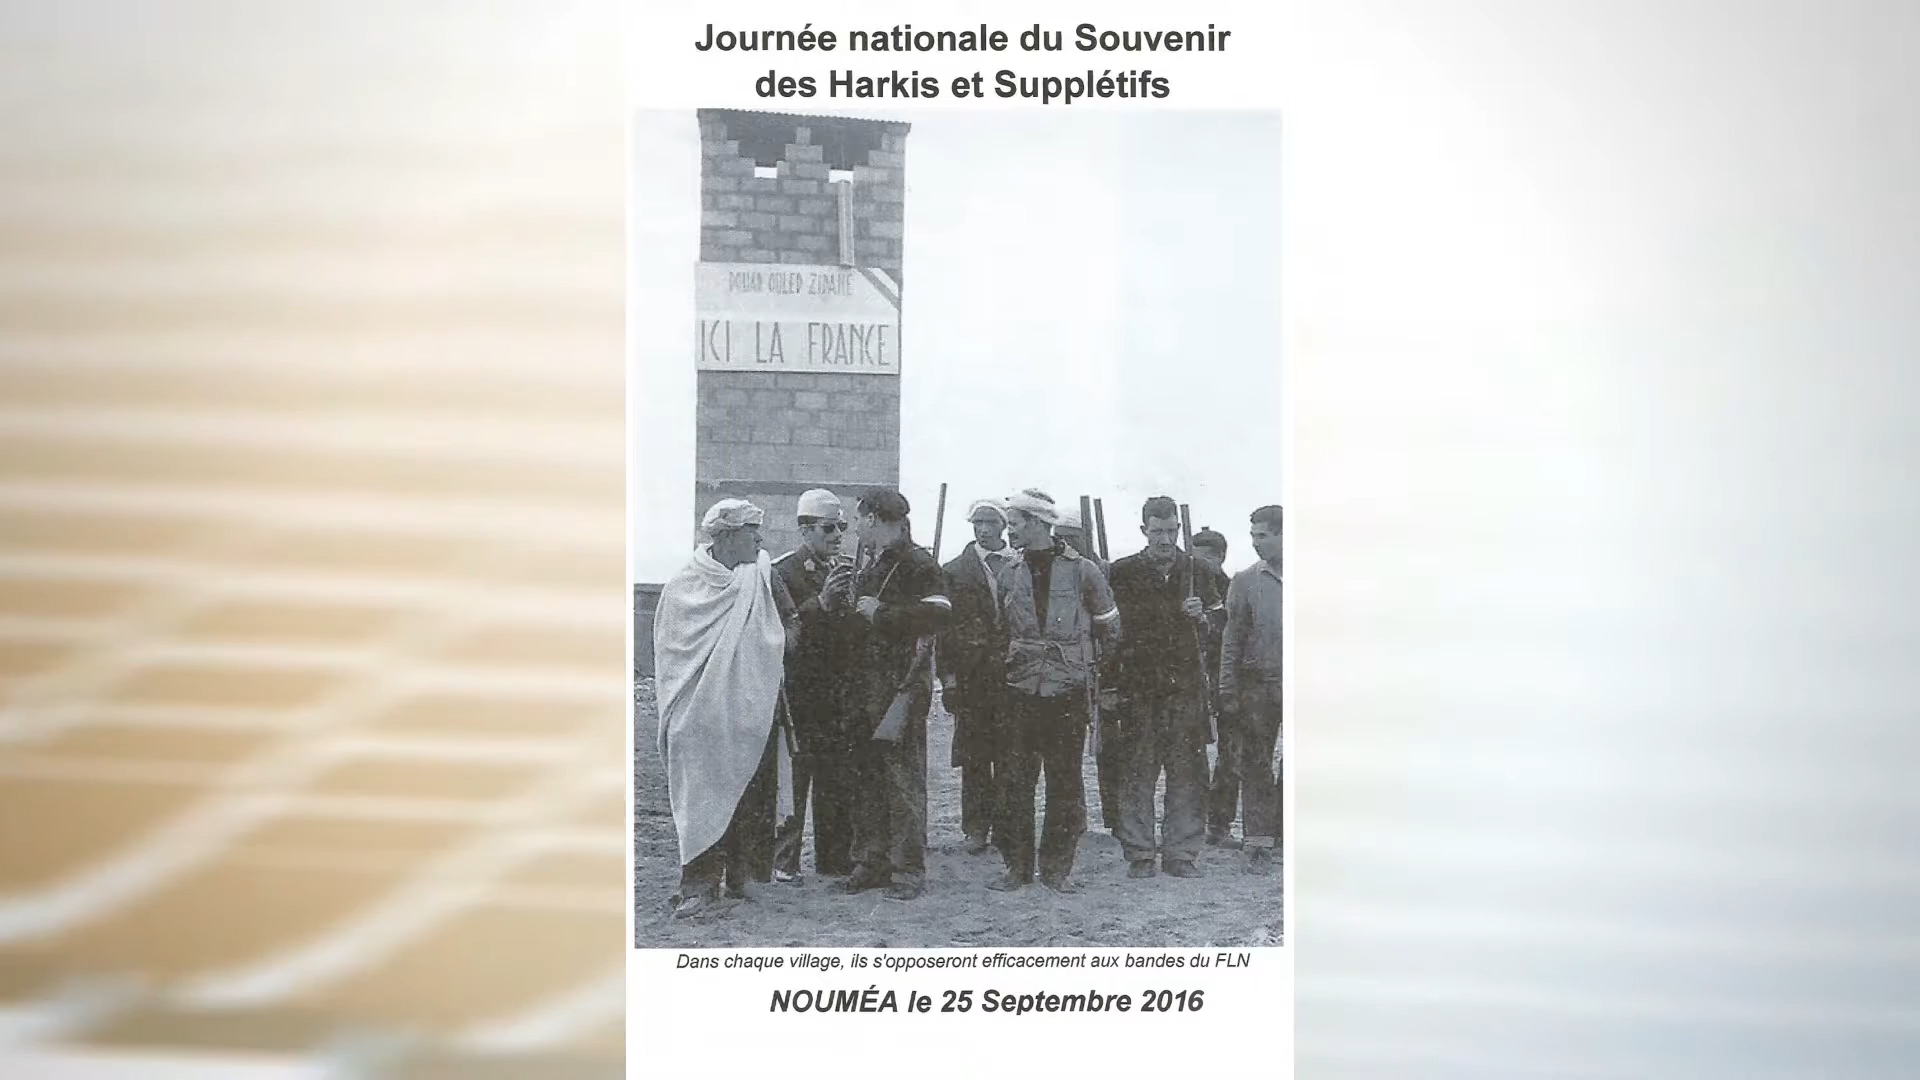 Journée nationale du Souvenir
des Harkis et Supplétifs
DOUAR OULED ZIDANE
ICI LA FRANCE
Dans chaque village, ils s'opposeront efficacement aux bandes du FLN
NOUMÉA le 25 Septembre 2016